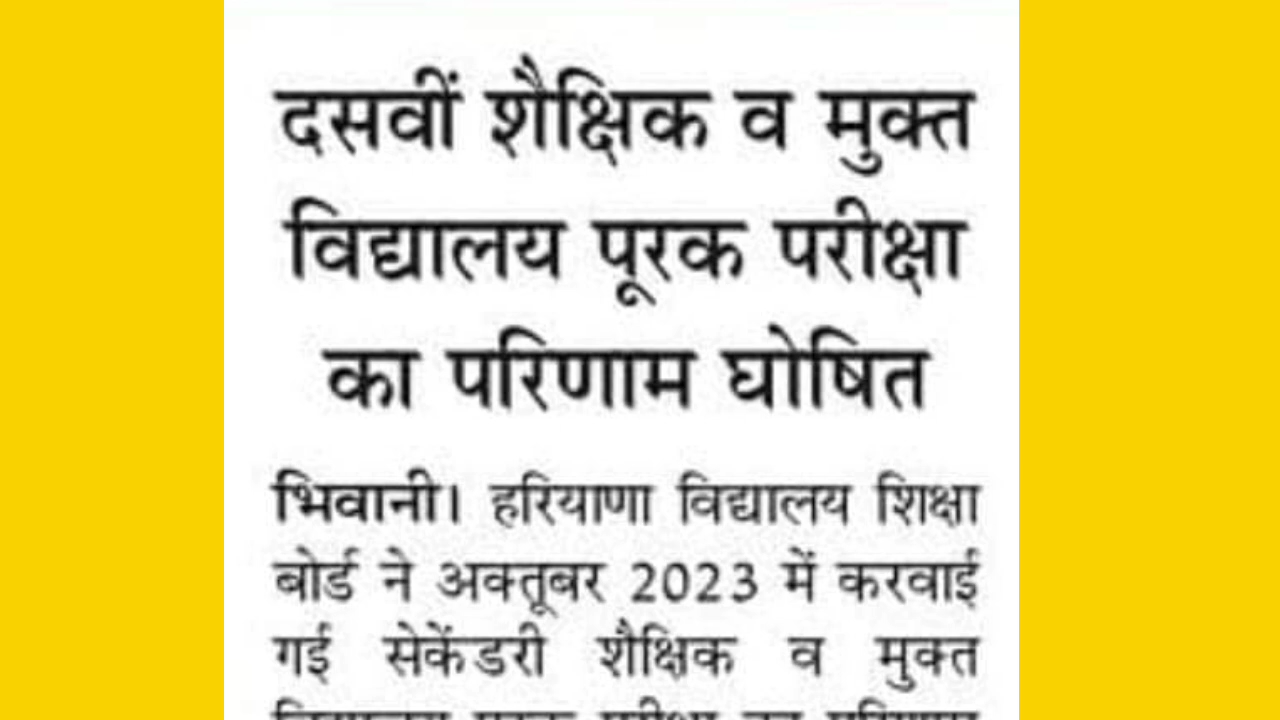 दसवीं शैक्षिक व मुक्त
विद्यालय पूरक परीक्षा
का परिणाम घोषित
भिवानी। हरियाणा विद्यालय शिक्षा
बोर्ड ने अक्तूबर 2023 में करवाई
गई सेकेंडरी शैक्षिक व मुक्त